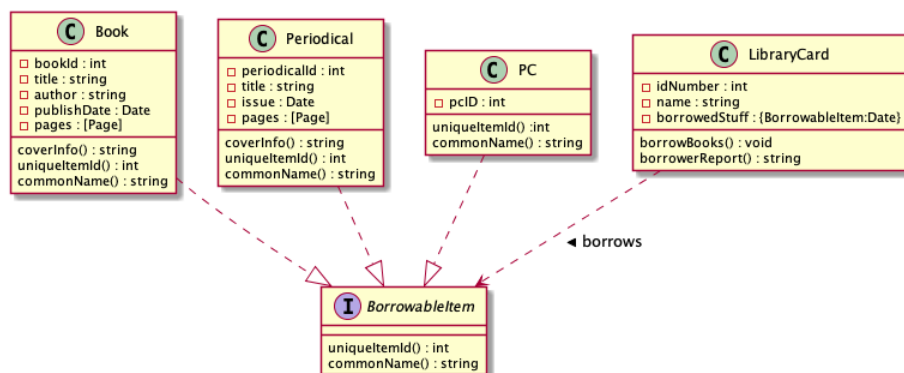 C Book
bookId : int
title : string
author : string
publishDate : Date
pages : [Page]
coverInfo() : string
uniqueItemId() : int
commonName() : string
C Periodical
periodicalId : int
title : string
issue : Date
pages : [Page]
coverInfo() : string
uniqueItemId() : int
commonName() : string
C PC
pcID : int
uniqueItemId() :int
commonName() : string
C LibraryCard
idNumber : int
name : string
borrowedStuff : {BorrowableItem:Date}
borrowBooks() : void
borrowerReport() : string
borrows
I BorrowableItem
uniqueItemId() : int
commonName() : string